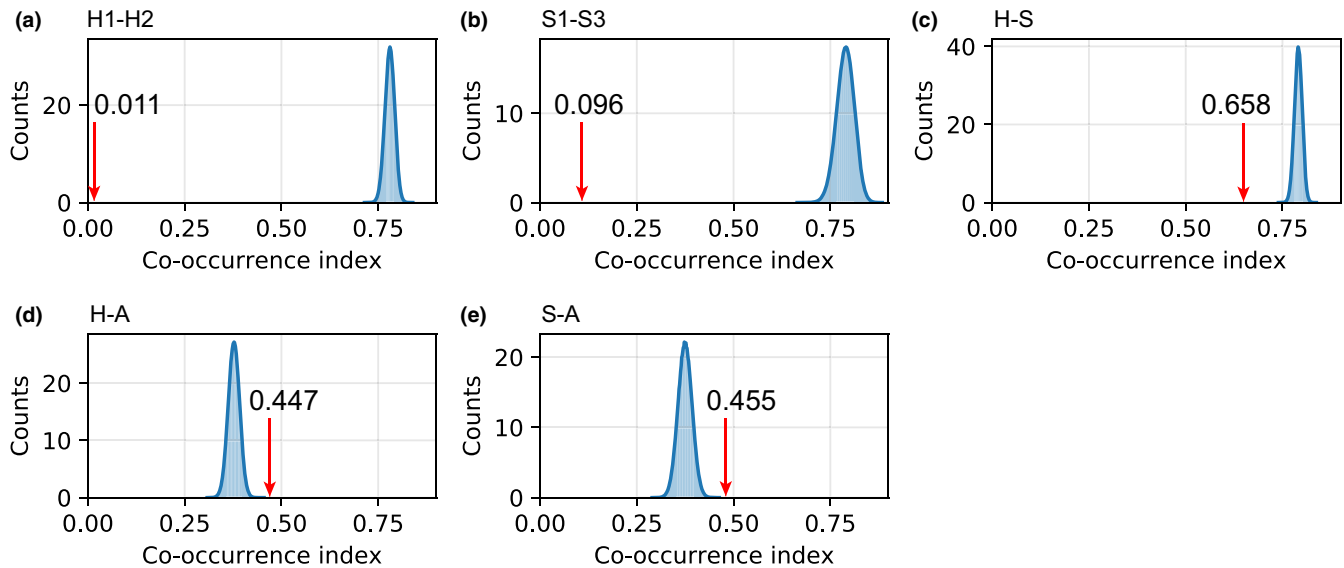 (a) H1-H2
Counts
20
0
0.011
0.00 0.25 0.50 0.75
Co-occurrence index
(b) S1-S3
Counts
10
0
0.096
0.00 0.25 0.50 0.75
Co-occurrence index
(c) H-S
Counts
40
20
0
0.658
0.00 0.25 0.50 0.75
Co-occurrence index
(d) H-A
Counts
20
10
0
0.447
0.00 0.25 0.50 0.75
Co-occurrence index
(e) S-A
Counts
20
10
0
0.455
0.00 0.25 0.50 0.75
Co-occurrence index